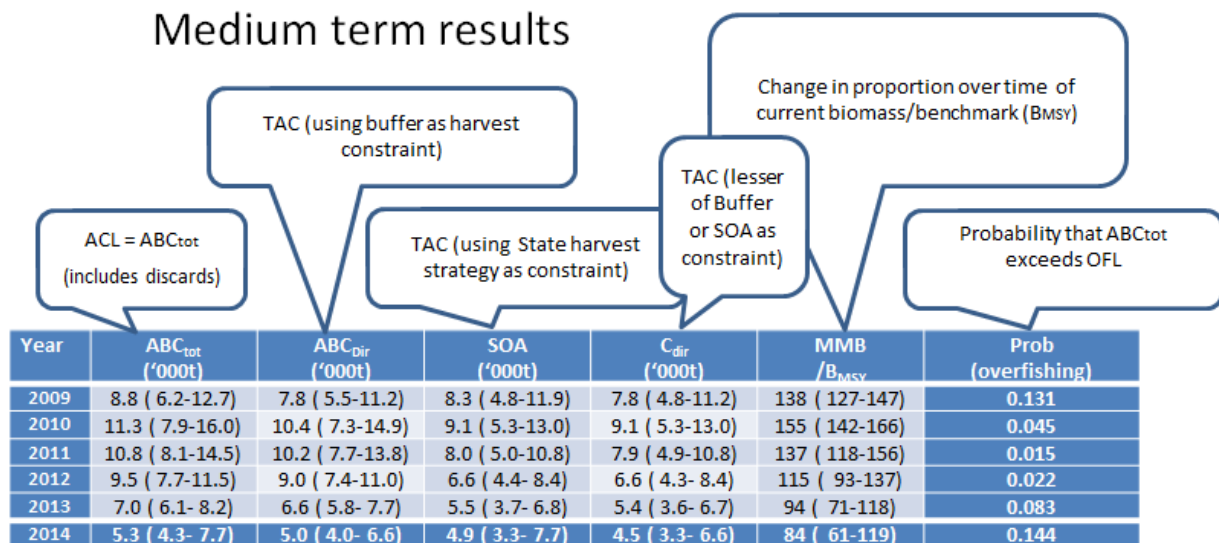 Medium term results
TAC (using buffer as harvest
constraint)
Change in proportion over time of
current biomass/benchmark (BMSY)
ACL = ABCtot
(includes discards)
TAC (using State harvest
strategy as constraint)
TAC (lesser
of Buffer
or SOA as
constraint)
Probability that ABCtot
exceeds OFL
Year ABCtot ABCDir SOA Cdir MMB Prob
('000t) ('000t) ('000t) ('000t) /BMSY (overfishing)
2009 8.8 ( 6.2-12.7) 7.8 ( 5.5-11.2) 8.3 ( 4.8-11.9) 7.8 ( 4.8-11.2) 138 ( 127-147) 0.131
2010 11.3 ( 7.9-16.0) 10.4 ( 7.3-14.9) 9.1 ( 5.3-13.0) 9.1 ( 5.3-13.0) 155 ( 142-166) 0.045
2011 10.8 ( 8.1-14.5) 10.2 ( 7.7-13.8) 8.0 ( 5.0-10.8) 7.9 ( 4.9-10.8) 137 ( 118-156) 0.015
2012 9.5 ( 7.7-11.5) 9.0 ( 7.4-11.0) 6.6 ( 4.4- 8.4) 6.6 ( 4.3- 8.4) 115 ( 93-137) 0.022
2013 7.0 ( 6.1- 8.2) 6.6 ( 5.8- 7.7) 5.5 ( 3.7- 6.8) 5.4 ( 3.6- 6.7) 94 ( 71-118) 0.083
2014 5.3 ( 4.3- 7.7) 5.0 ( 4.0- 6.6) 4.9 ( 3.3- 7.7) 4.5 ( 3.3- 6.6) 84 ( 61-119) 0.144